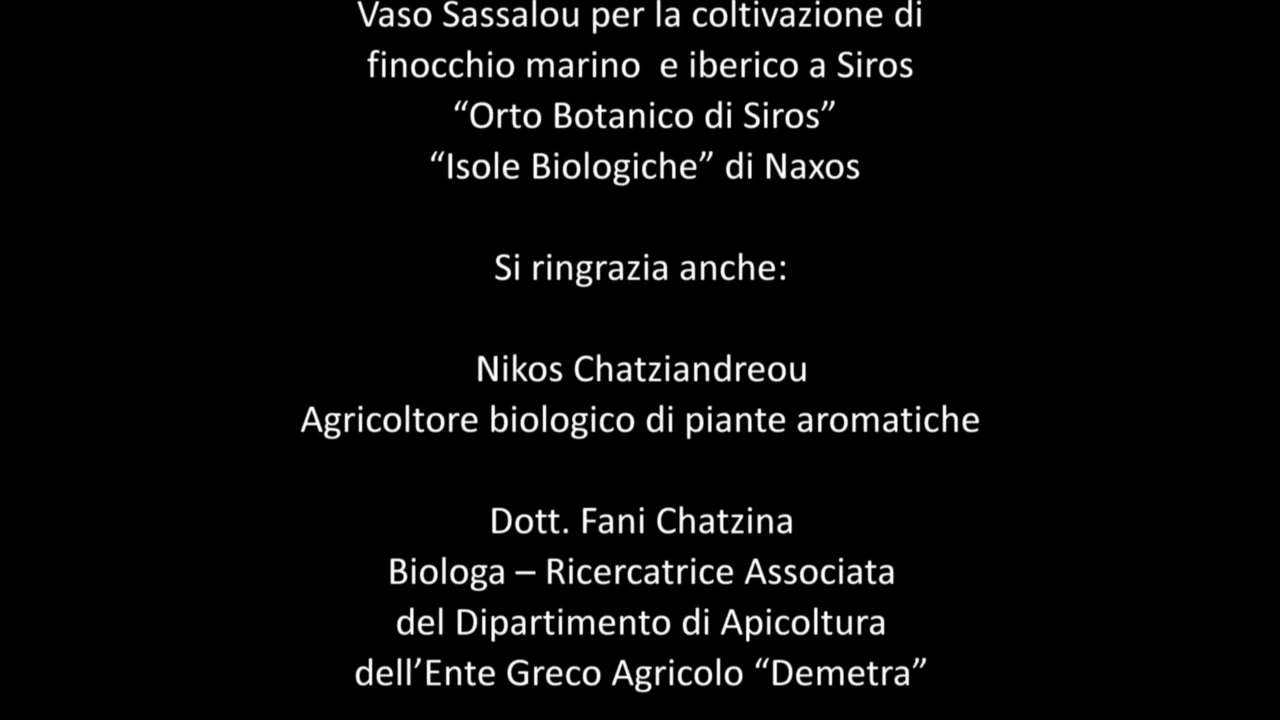 Vaso Sassalou per la coltivazione di
finocchio marino e iberico a Siros
“Orto Botanico di Siros”
“Isole Biologiche” di Naxos
Si ringrazia anche:
Nikos Chatziandreou
Agricoltore biologico di piante aromatiche
Dott. Fani Chatzina
Biologa – Ricercatrice Associata
del Dipartimento di Apicoltura
dell’Ente Greco Agricolo “Demetra”